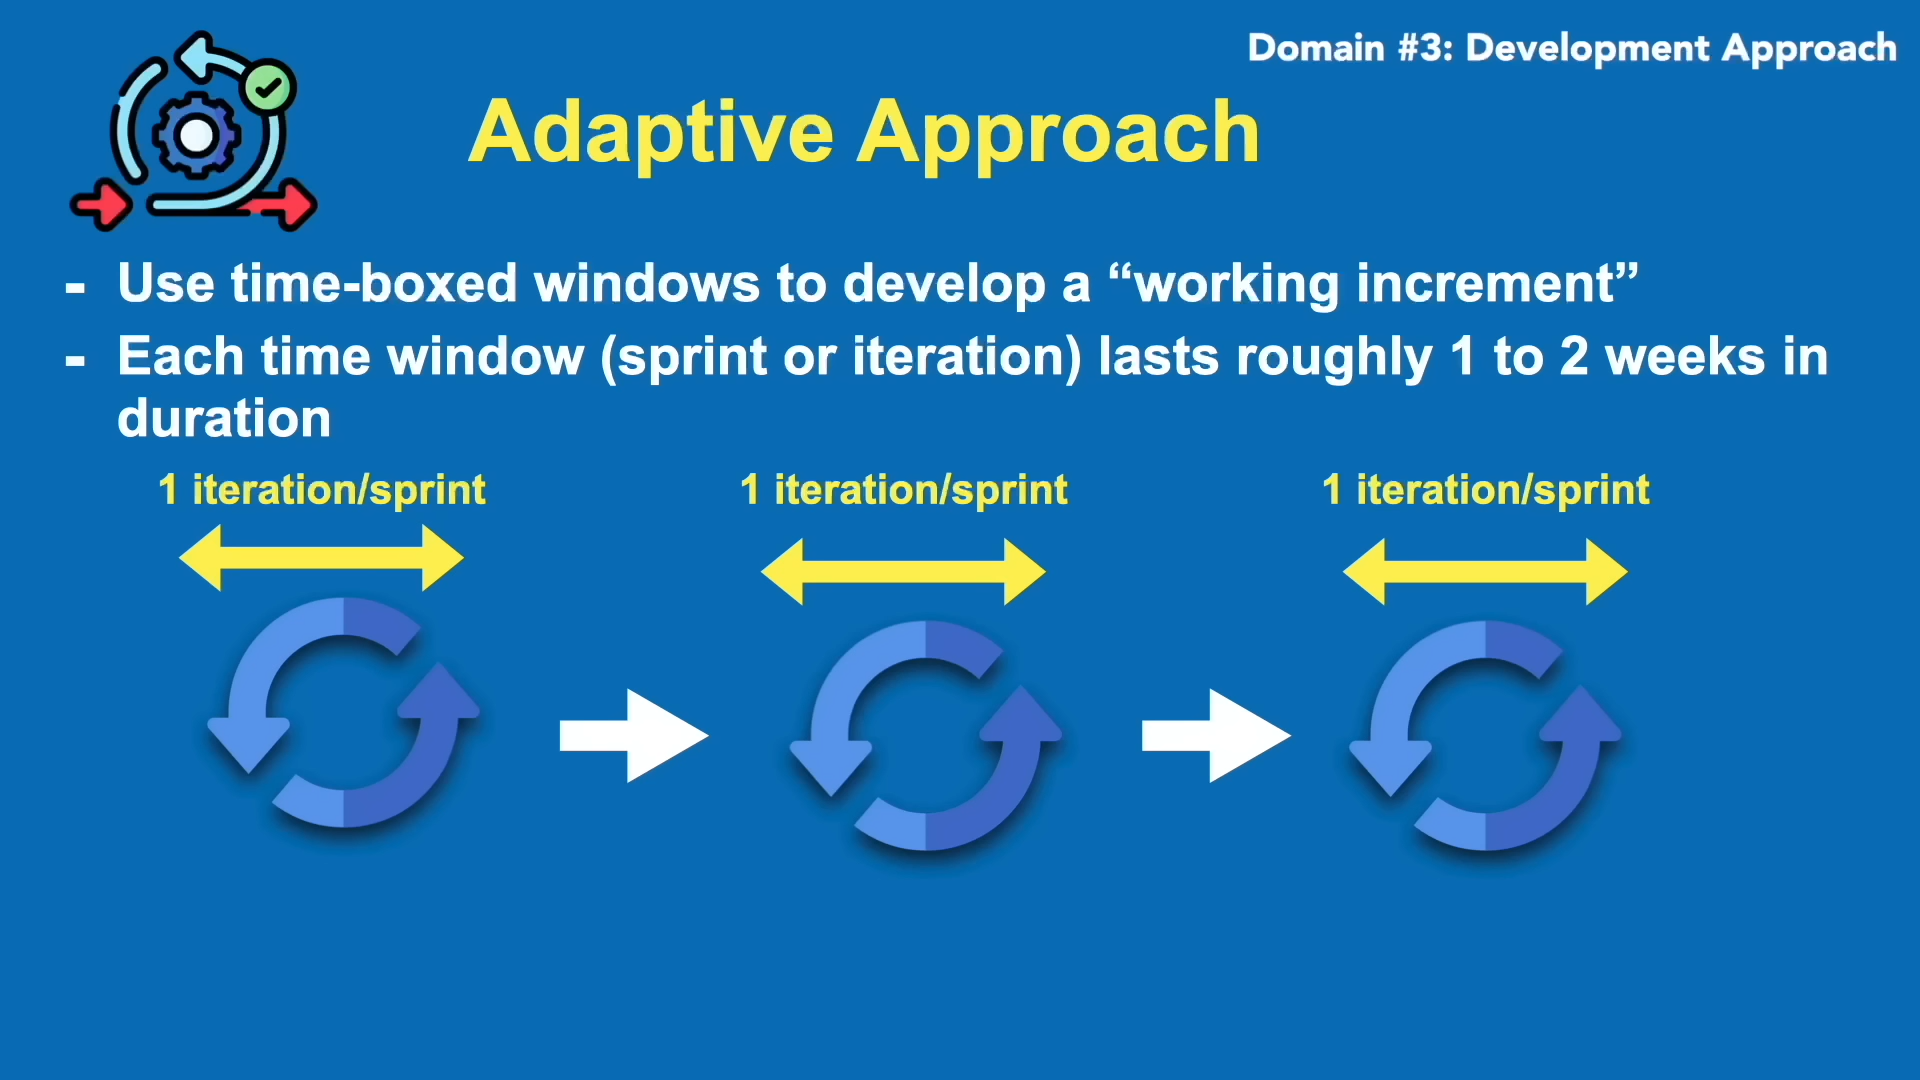 Domain #3: Development Approach
Adaptive Approach
- Use time-boxed windows to develop a “working increment”
- Each time window (sprint or iteration) lasts roughly 1 to 2 weeks in
duration
1 iteration/sprint
1 iteration/sprint
1 iteration/sprint